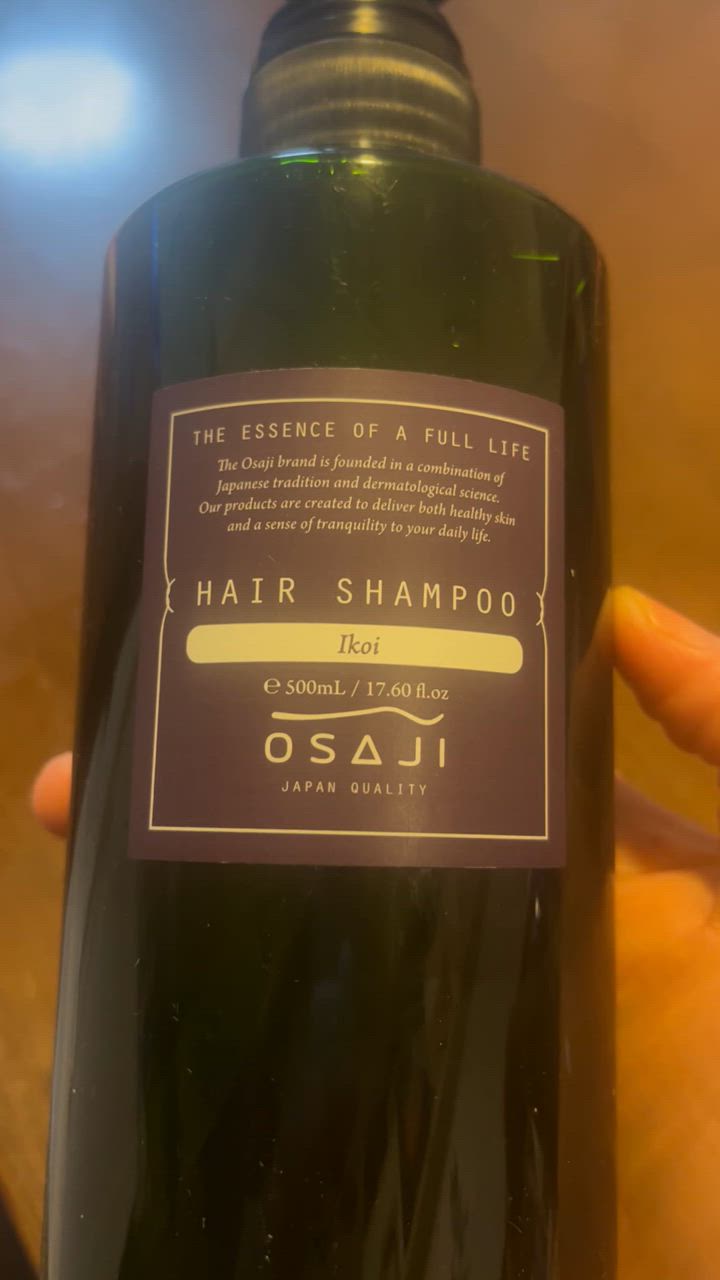 THE ESSENCE OF A FULL LIFE
The Osaji brand is founded in a combination of
Japanese tradition and dermatological science.
Our products are created to deliver both healthy skin
and a sense of tranquility to your daily life.
HAIR SHAMPOO
Ikoi
℮ 500mL / 17.60 fl.oz
OSAJI
JAPAN QUALITY